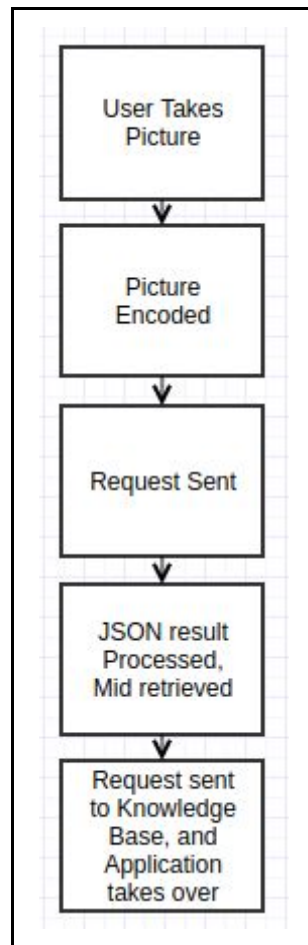 User Takes
Picture
Picture
Encoded
Request Sent
JSON result
Processed,
Mid retrieved
Request sent
to Knowledge
Base, and
Application
takes over